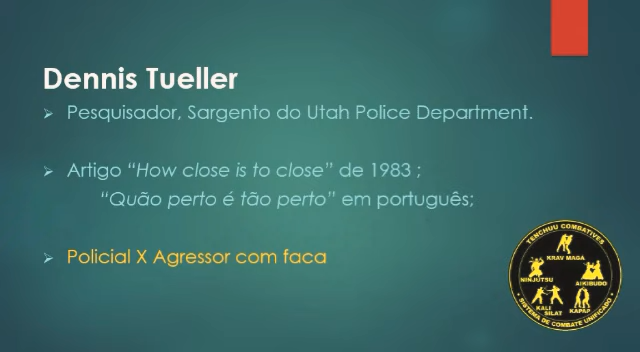 Dennis Tueller
Pesquisador, Sargento do Utah Police Department.
Artigo “How close is to close” de 1983 ;
“Quão perto é tão perto” em português;
Policial X Agressor com faca
TENCHUU COMBATIVES
KRAV MAGÁ
NINJUTSU
AIKIBUDO
KALI
SILAT
KAPAP
SISTEMA DE COMBATE UNIFICADO